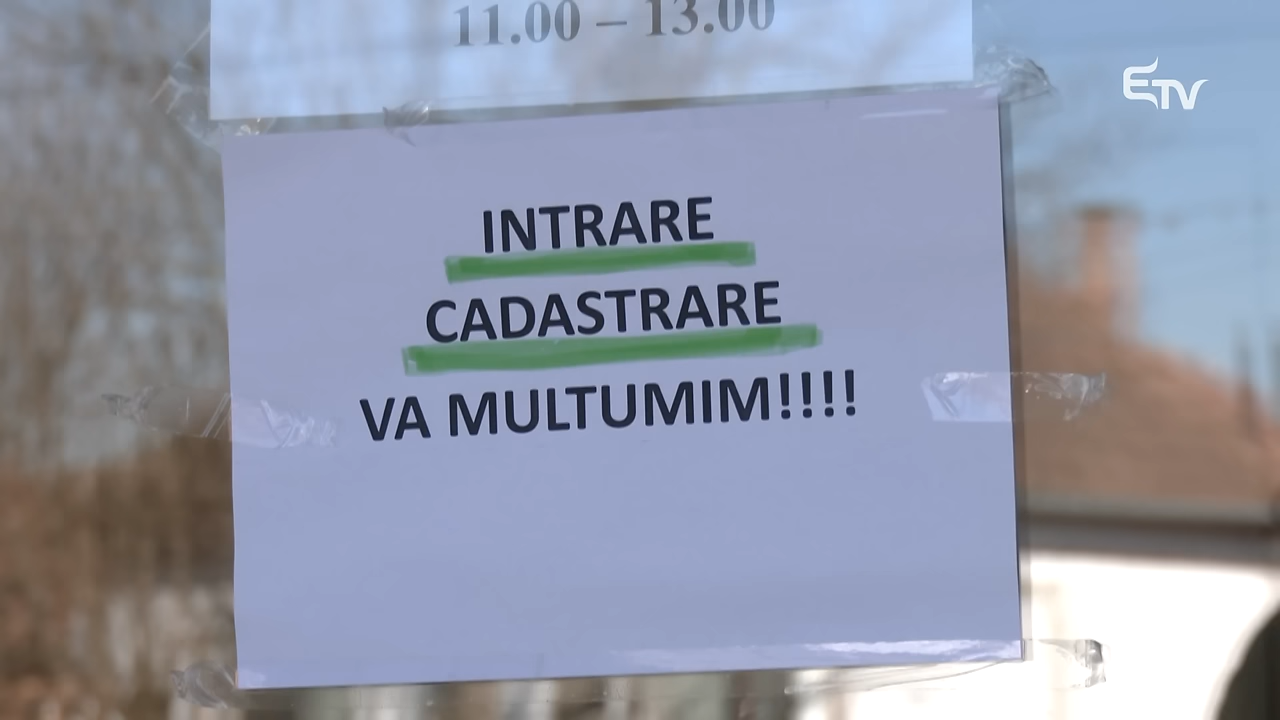 11.00 – 13.00
ETV
INTRARE
CADASTRARE
VA MULTUMIM!!!!